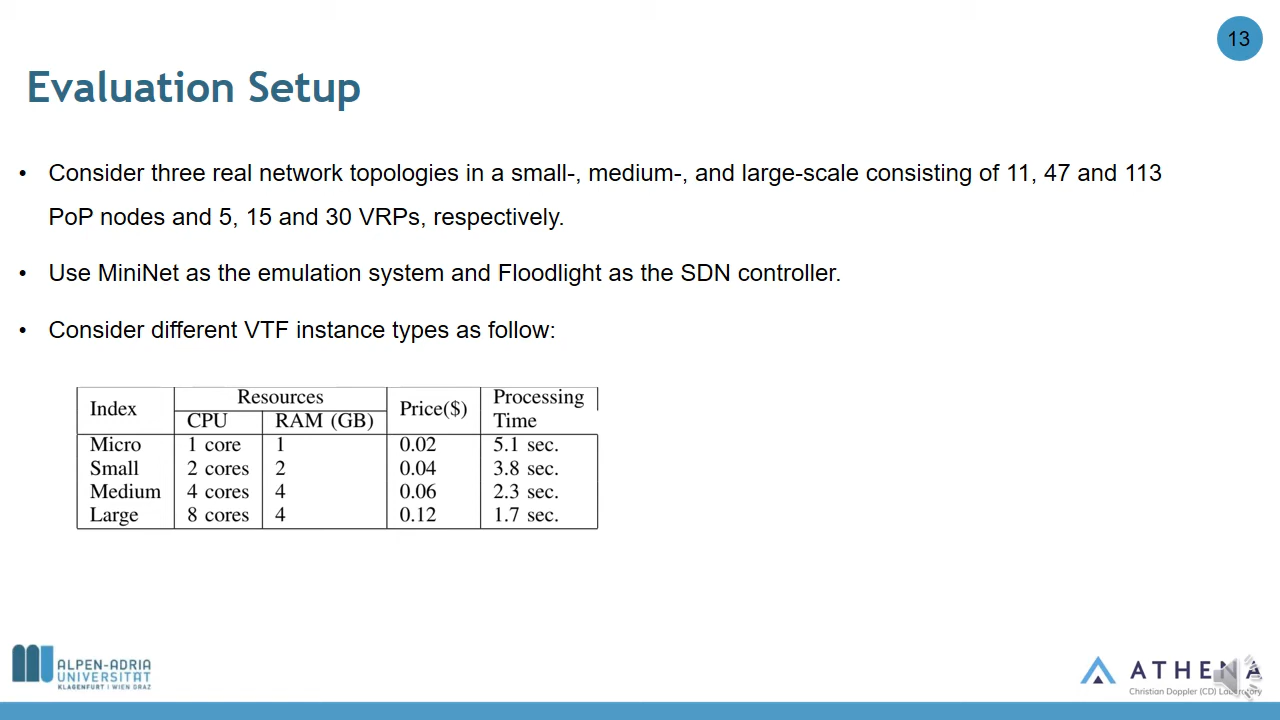 13
Evaluation Setup
• Consider three real network topologies in a small-, medium-, and large-scale consisting of 11, 47 and 113
PoP nodes and 5, 15 and 30 VRPs, respectively.
• Use MiniNet as the emulation system and Floodlight as the SDN controller.
• Consider different VTF instance types as follow:
Index Resources Price($) Processing Time
CPU RAM (GB)
Micro 1 core 1 0.02 5.1 sec.
Small 2 cores 2 0.04 3.8 sec.
Medium 4 cores 4 0.06 2.3 sec.
Large 8 cores 4 0.12 1.7 sec.
ALPEN-ADRIA
UNIVERSITÄT
KLAGENFURT | WIEN GRAZ
ATHENA
Christian Doppler (CD) Laboratory